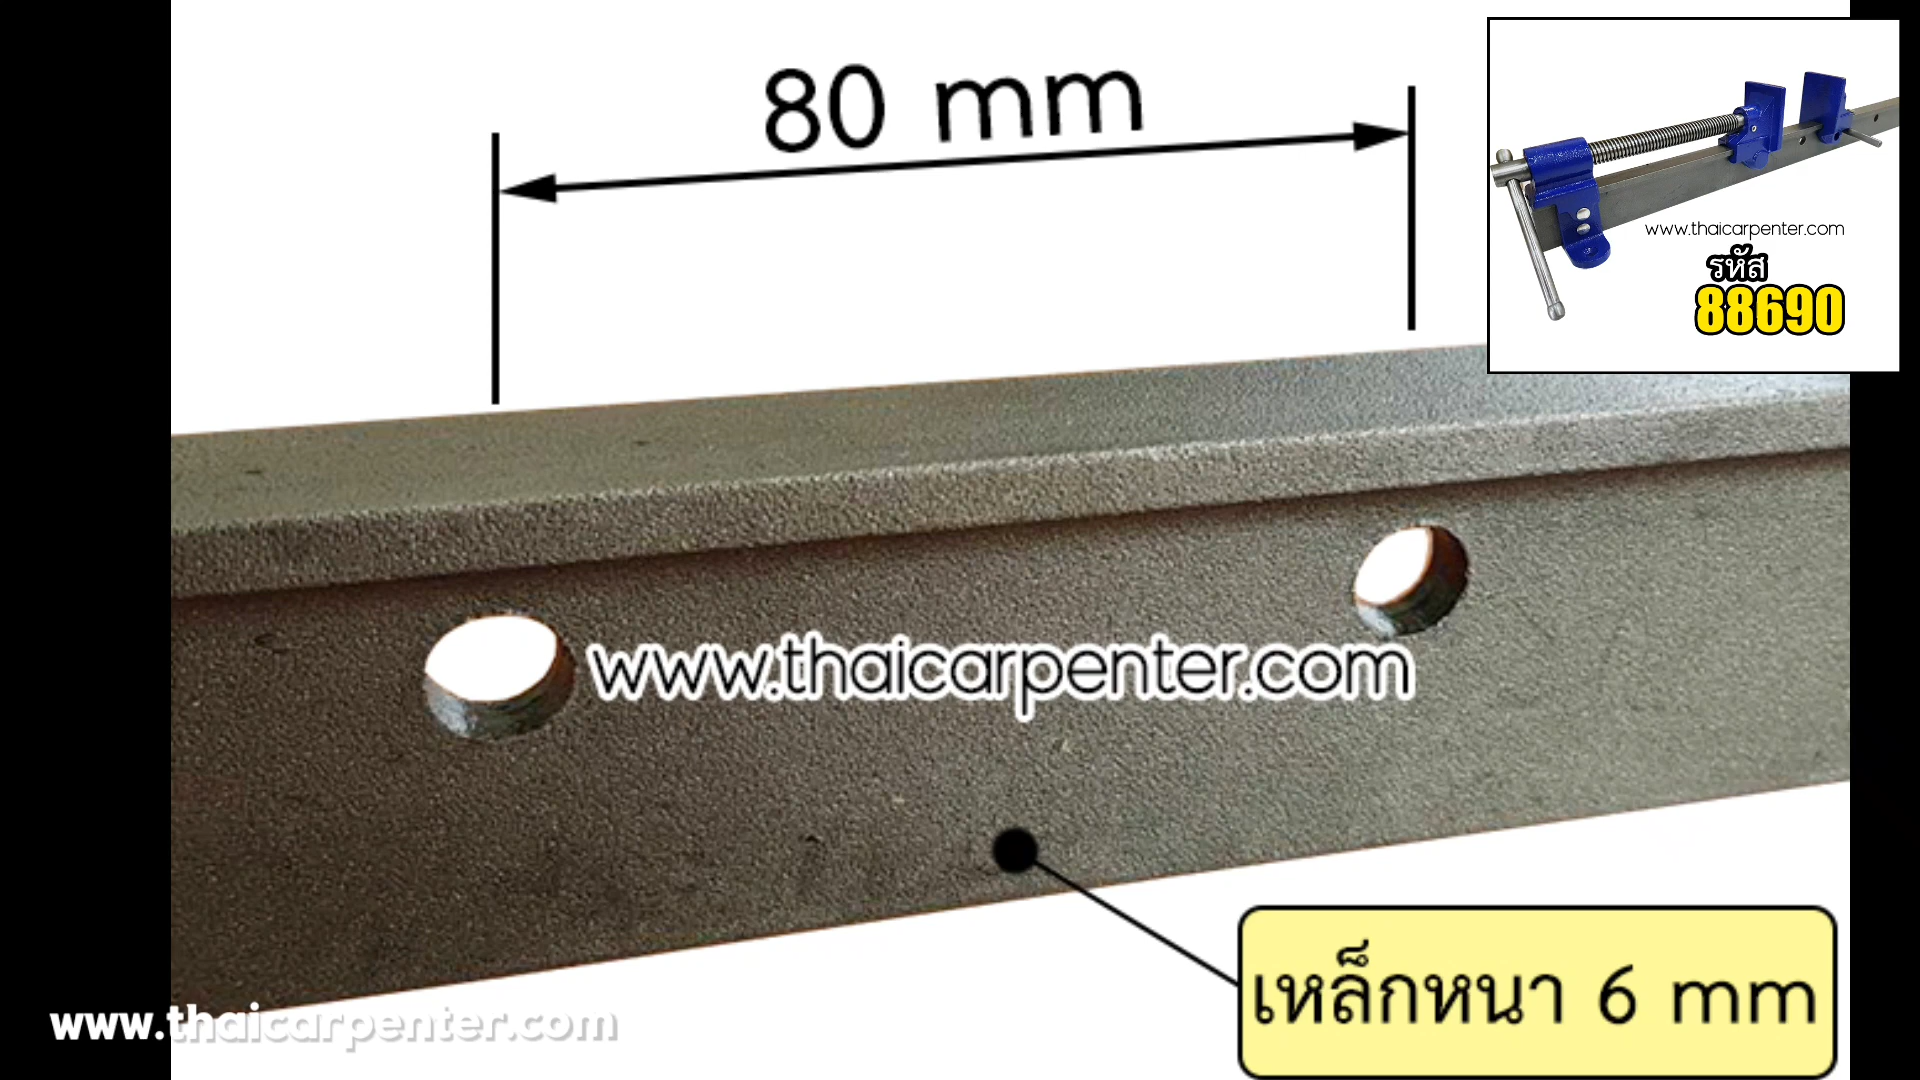 80 mm
www.thaicarpenter.com
รหัส
88690
www.thaicarpenter.com
เหล็กหนา 6 mm
www.thaicarpenter.com